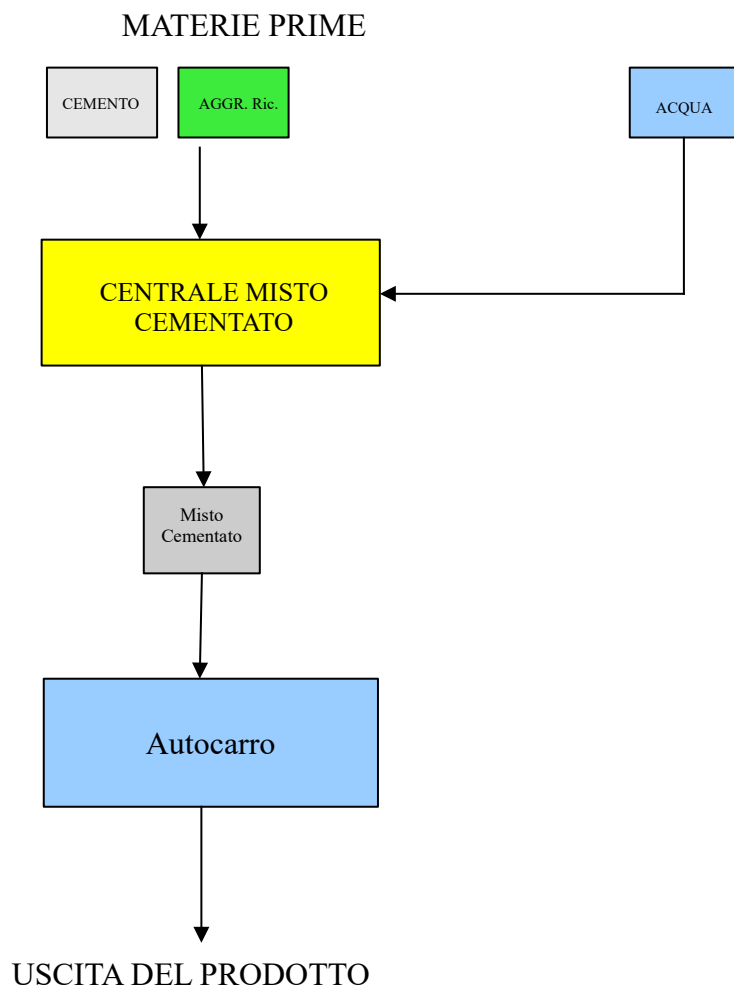 MATERIE PRIME
CEMENTO
AGGR. Ric.
ACQUA
CENTRALE MISTO
CEMENTATO
Misto
Cementato
Autocarro
USCITA DEL PRODOTTO